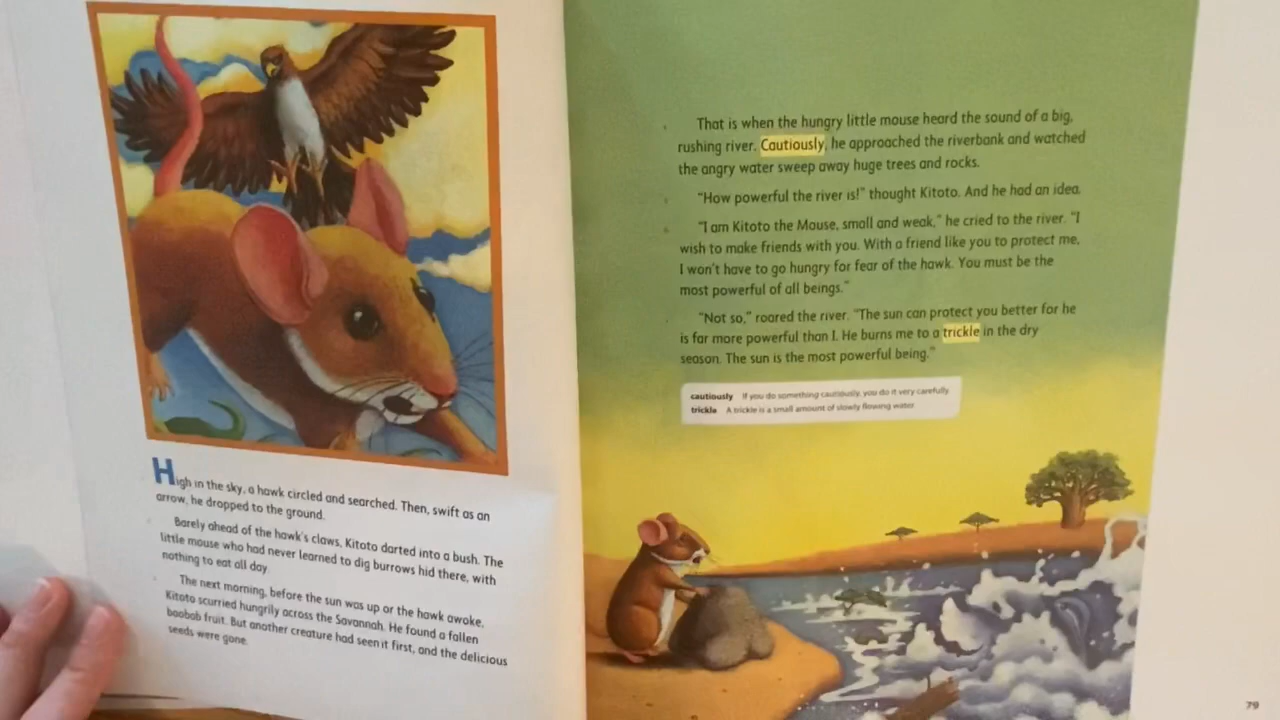 High in the sky, a hawk circled and searched. Then, swift as an
arrow, he dropped to the ground.
Barely ahead of the hawk's claws, Kitoto darted into a bush. The
little mouse who had never learned to dig burrows hid there, with
nothing to eat all day.
The next morning, before the sun was up or the hawk awoke,
Kitoto scurried hungrily across the Savannah. He found a fallen
baobab fruit. But another creature had seen it first, and the delicious
seeds were gone.
That is when the hungry little mouse heard the sound of a big,
rushing river. Cautiously, he approached the riverbank and watched
the angry water sweep away huge trees and rocks.
"How powerful the river is!" thought Kitoto. And he had an idea.
"I am Kitoto the Mouse, small and weak," he cried to the river. "I
wish to make friends with you. With a friend like you to protect me,
I won't have to go hungry for fear of the hawk. You must be the
most powerful of all beings."
"Not so," roared the river. "The sun can protect you better for he
is far more powerful than I. He burns me to a trickle in the dry
season. The sun is the most powerful being."
cautiously If you do something cautiously, you do it very carefully.
trickle A trickle is a small amount of slowly flowing water
79